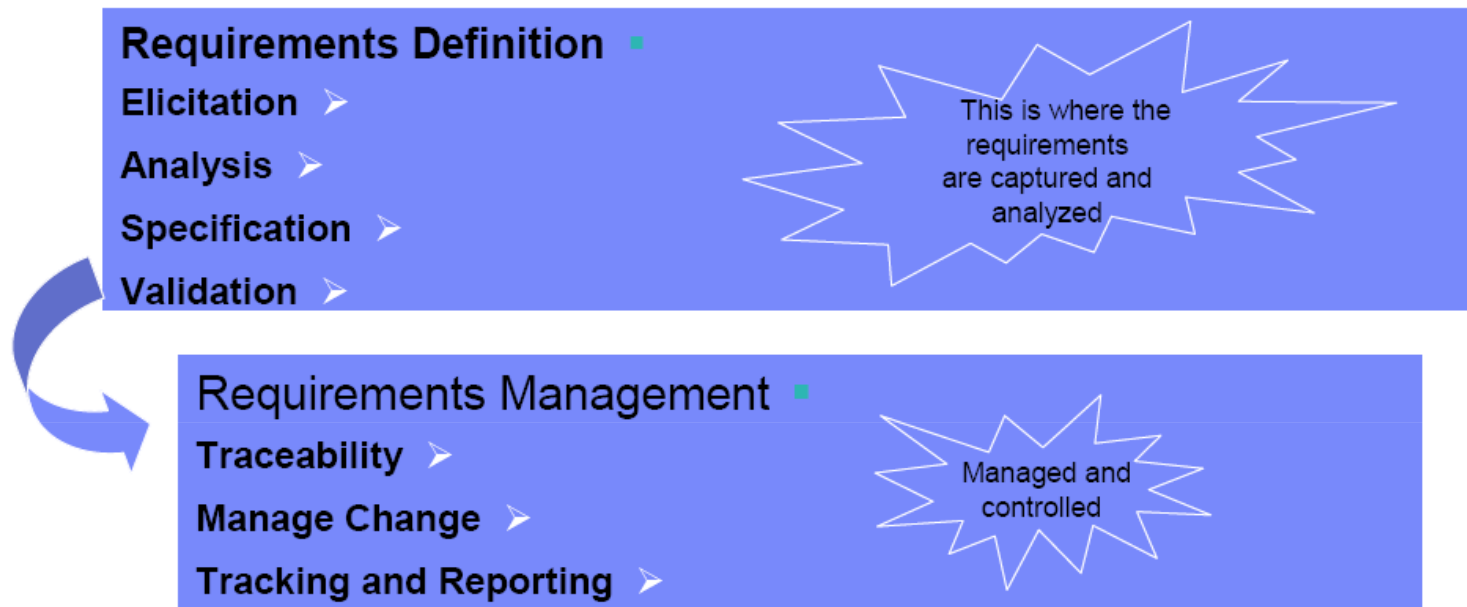 Requirements Definition
Elicitation
Analysis
Specification
Validation
This is where the
requirements
are captured and
analyzed
Requirements Management
Traceability
Manage Change
Tracking and Reporting
Managed and
controlled